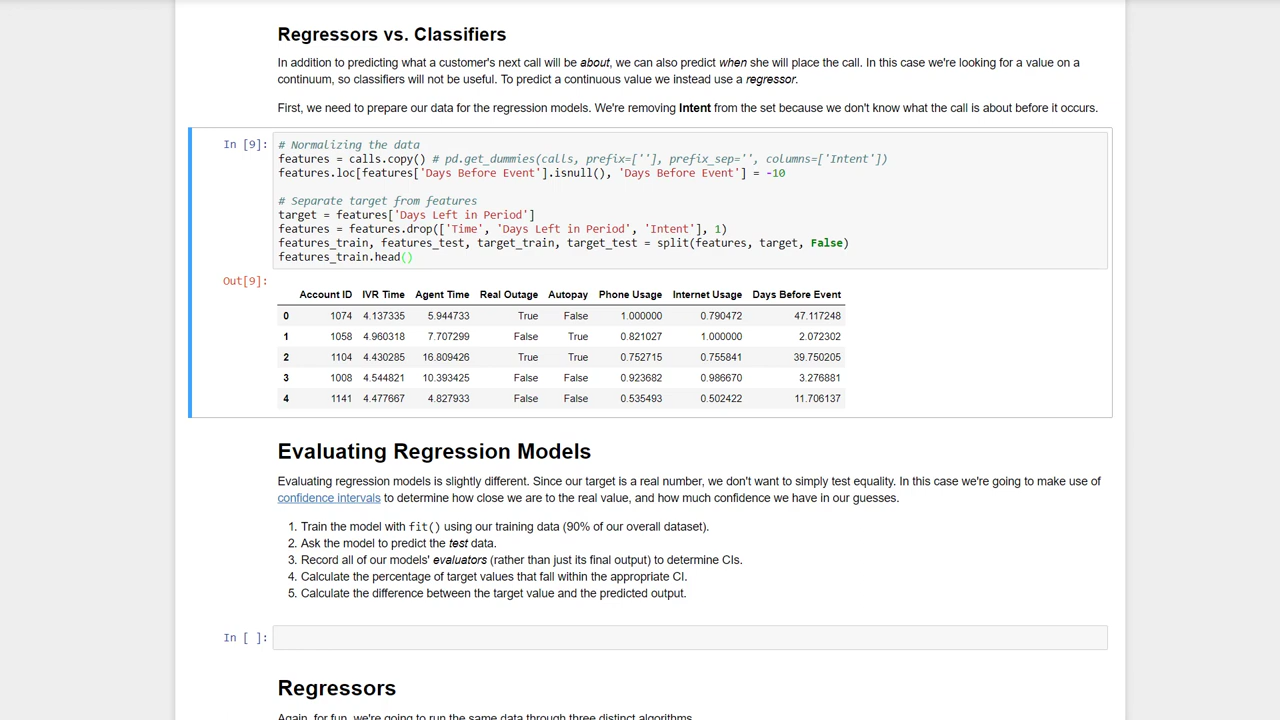 Regressors vs. Classifiers
In addition to predicting what a customer's next call will be about, we can also predict when she will place the call. In this case we're looking for a value on a
continuum, so classifiers will not be useful. To predict a continuous value we instead use a regressor.
First, we need to prepare our data for the regression models. We're removing Intent from the set because we don't know what the call is about before it occurs.
In [9]: # Normalizing the data
features = calls.copy() # pd.get_dummies(calls, prefix=[''], prefix_sep='', columns=['Intent'])
features.loc[features['Days Before Event'].isnull(), 'Days Before Event'] = -10
# Separate target from features
target = features['Days Left in Period']
features = features.drop(['Time', 'Days Left in Period', 'Intent'], 1)
features_train, features_test, target_train, target_test = split(features, target, False)
features_train.head()
Out[9]:
Account ID IVR Time Agent Time Real Outage Autopay Phone Usage Internet Usage Days Before Event
0 1074 4.137335 5.944733 True False 1.000000 0.790472 47.117248
1 1058 4.960318 7.707299 False True 0.821027 1.000000 2.072302
2 1104 4.430285 16.809426 True True 0.752715 0.755841 39.750205
3 1008 4.544821 10.393425 False False 0.923682 0.986670 3.276881
4 1141 4.477667 4.827933 False False 0.535493 0.502422 11.706137
Evaluating Regression Models
Evaluating regression models is slightly different. Since our target is a real number, we don't want to simply test equality. In this case we're going to make use of
confidence intervals to determine how close we are to the real value, and how much confidence we have in our guesses.
1. Train the model with fit() using our training data (90% of our overall dataset).
2. Ask the model to predict the test data.
3. Record all of our models' evaluators (rather than just its final output) to determine CIs.
4. Calculate the percentage of target values that fall within the appropriate CI.
5. Calculate the difference between the target value and the predicted output.
In [ ]:
Regressors
Again, for fun, we're going to run the same data through three distinct algorithms.